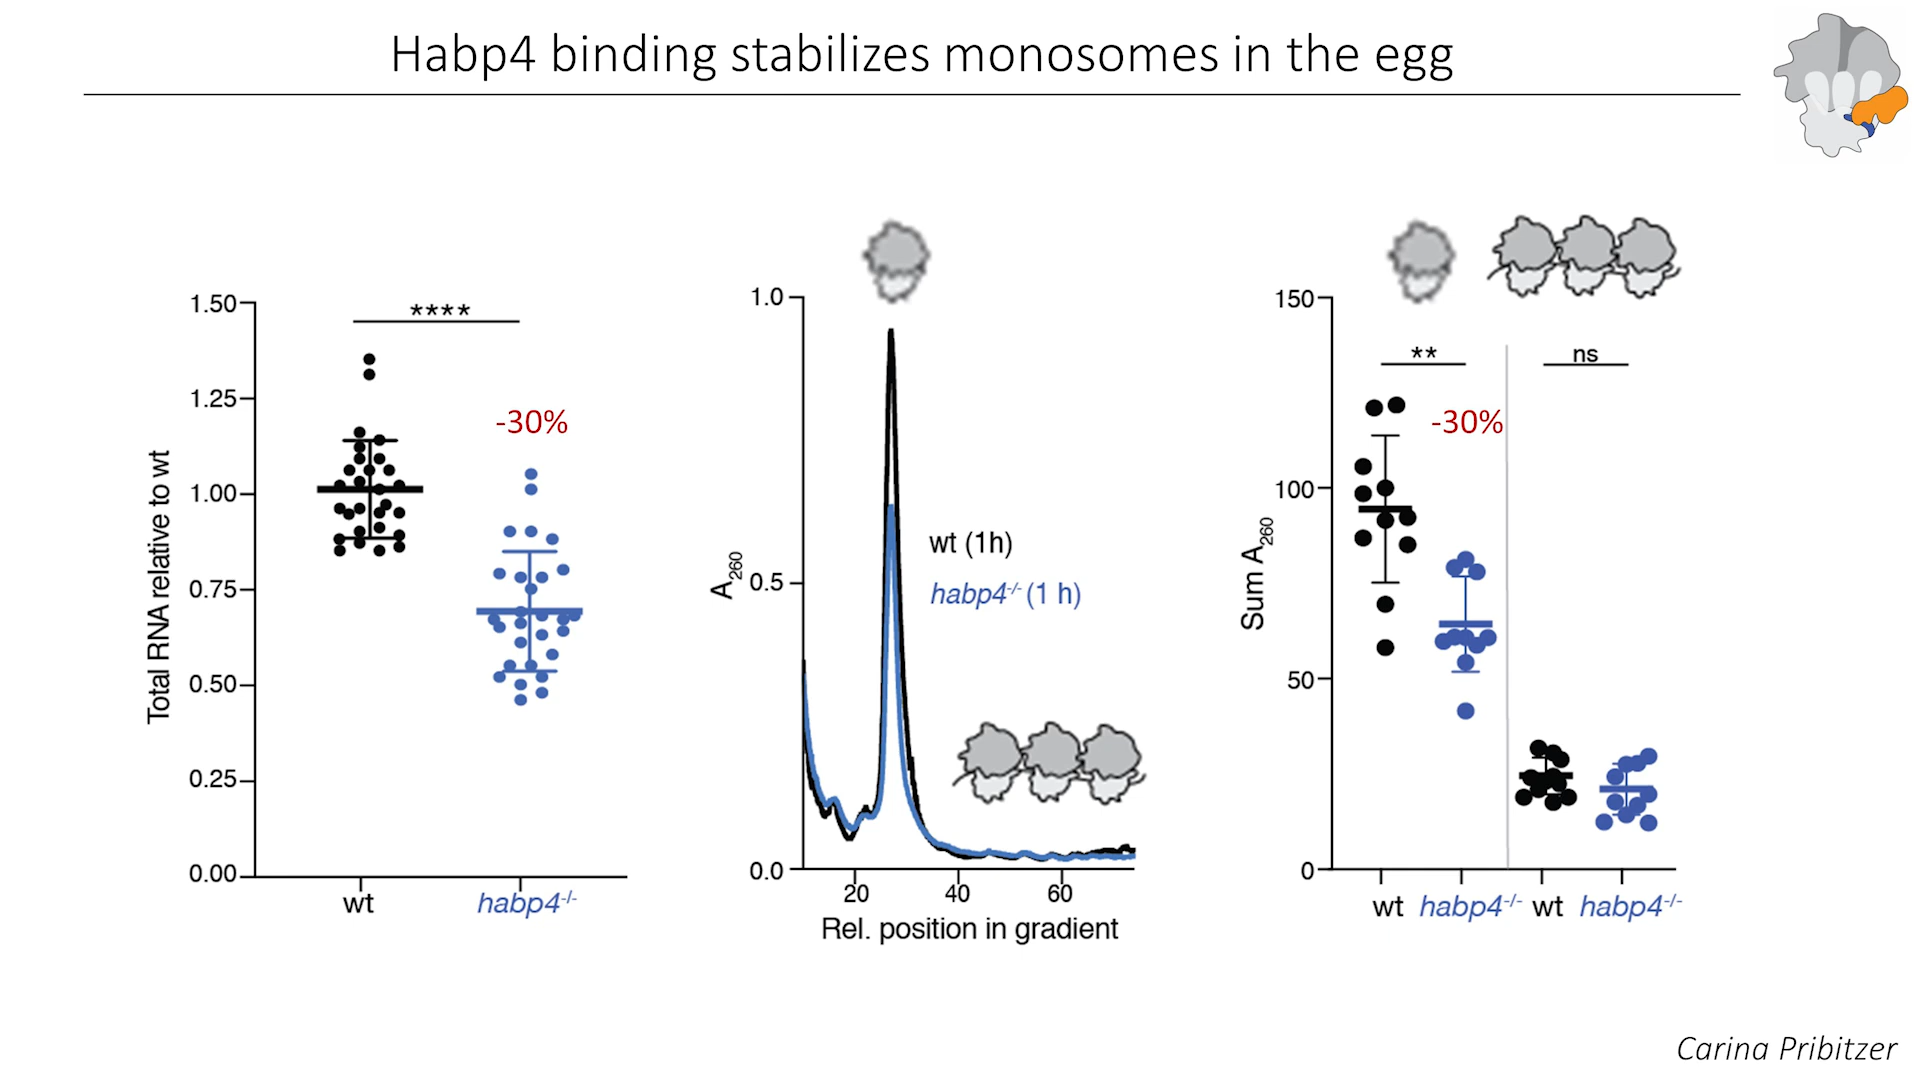 Habp4 binding stabilizes monosomes in the egg
Total RNA relative to wt
1.50
1.25
1.00
0.75
0.50
0.25
0.00
****
-30%
wt
habp4-/-
A260
1.0
0.5
0.0
wt (1h)
habp4-/- (1 h)
20
40
60
Rel. position in gradient
Sum A260
150
100
50
0
**
-30%
ns
wt
habp4-/-
wt
habp4-/-
Carina Pribitzer